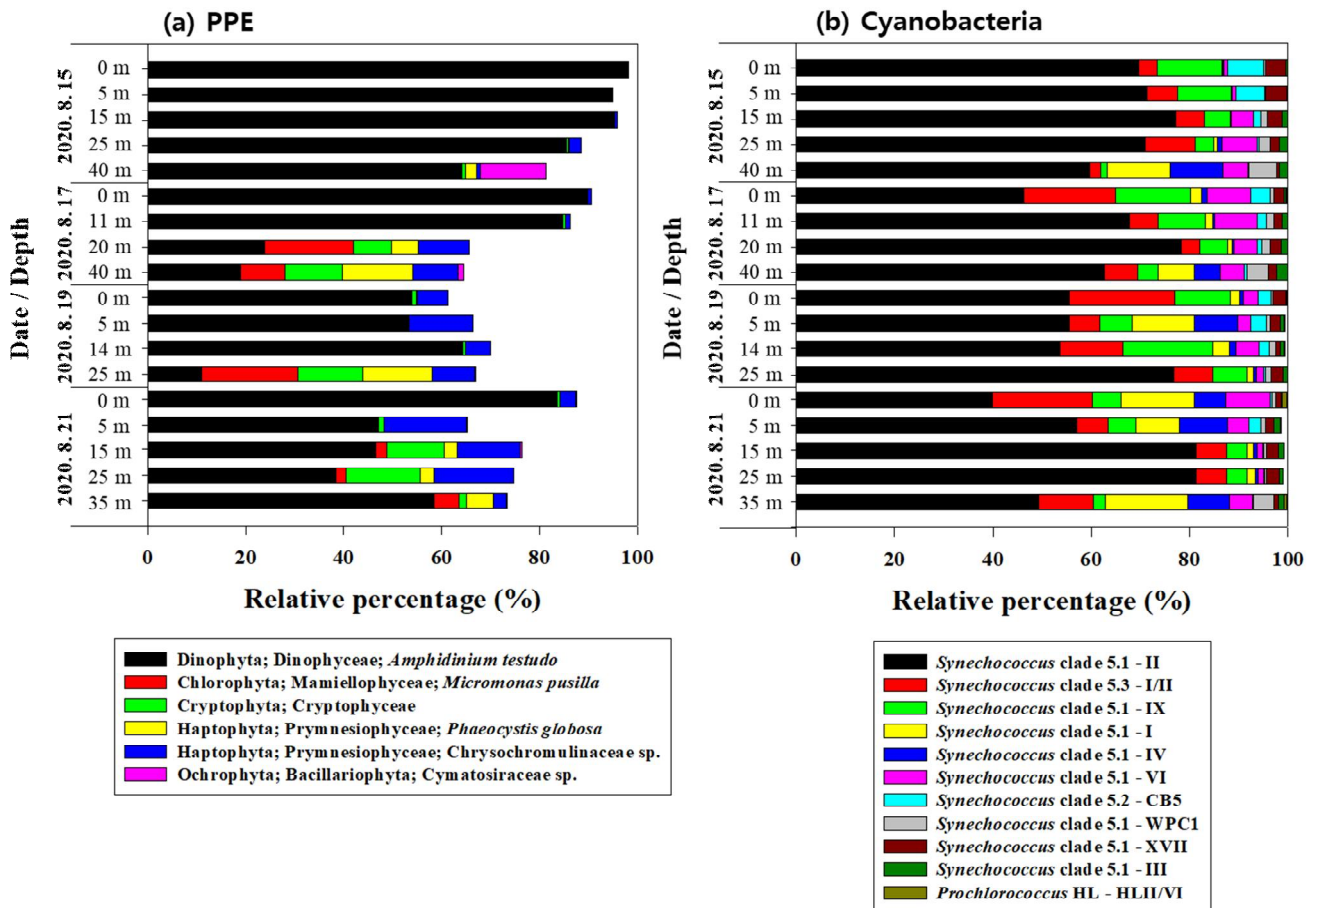 (a) PPE
Date / Depth
2020. 8. 15
0 m
5 m
15 m
25 m
40 m
2020. 8.17
0 m
11 m
20 m
40 m
2020. 8.19
0 m
5 m
14 m
25 m
2020. 8.21
0 m
5 m
15 m
25 m
35 m
0 20 40 60 80 100
Relative percentage (%)
Dinophyta; Dinophyceae; Amphidinium testudo
Chlorophyta; Mamiellophyceae; Micromonas pusilla
Cryptophyta; Cryptophyceae
Haptophyta; Prymnesiophyceae; Phaeocystis globosa
Haptophyta; Prymnesiophyceae; Chrysochromulinaceae sp.
Ochrophyta; Bacillariophyta; Cymatosiraceae sp.
(b) Cyanobacteria
Date / Depth
2020. 8. 15
0 m
5 m
15 m
25 m
40 m
2020. 8.17
0 m
11 m
20 m
40 m
2020. 8.19
0 m
5 m
14 m
25 m
2020. 8.21
0 m
5 m
15 m
25 m
35 m
0 20 40 60 80 100
Relative percentage (%)
Synechococcus clade 5.1 - II
Synechococcus clade 5.3 - I/II
Synechococcus clade 5.1 - IX
Synechococcus clade 5.1 - I
Synechococcus clade 5.1 - IV
Synechococcus clade 5.1 - VI
Synechococcus clade 5.2 - CB5
Synechococcus clade 5.1 - WPC1
Synechococcus clade 5.1 - XVII
Synechococcus clade 5.1 - III
Prochlorococcus HL - HLII/VI